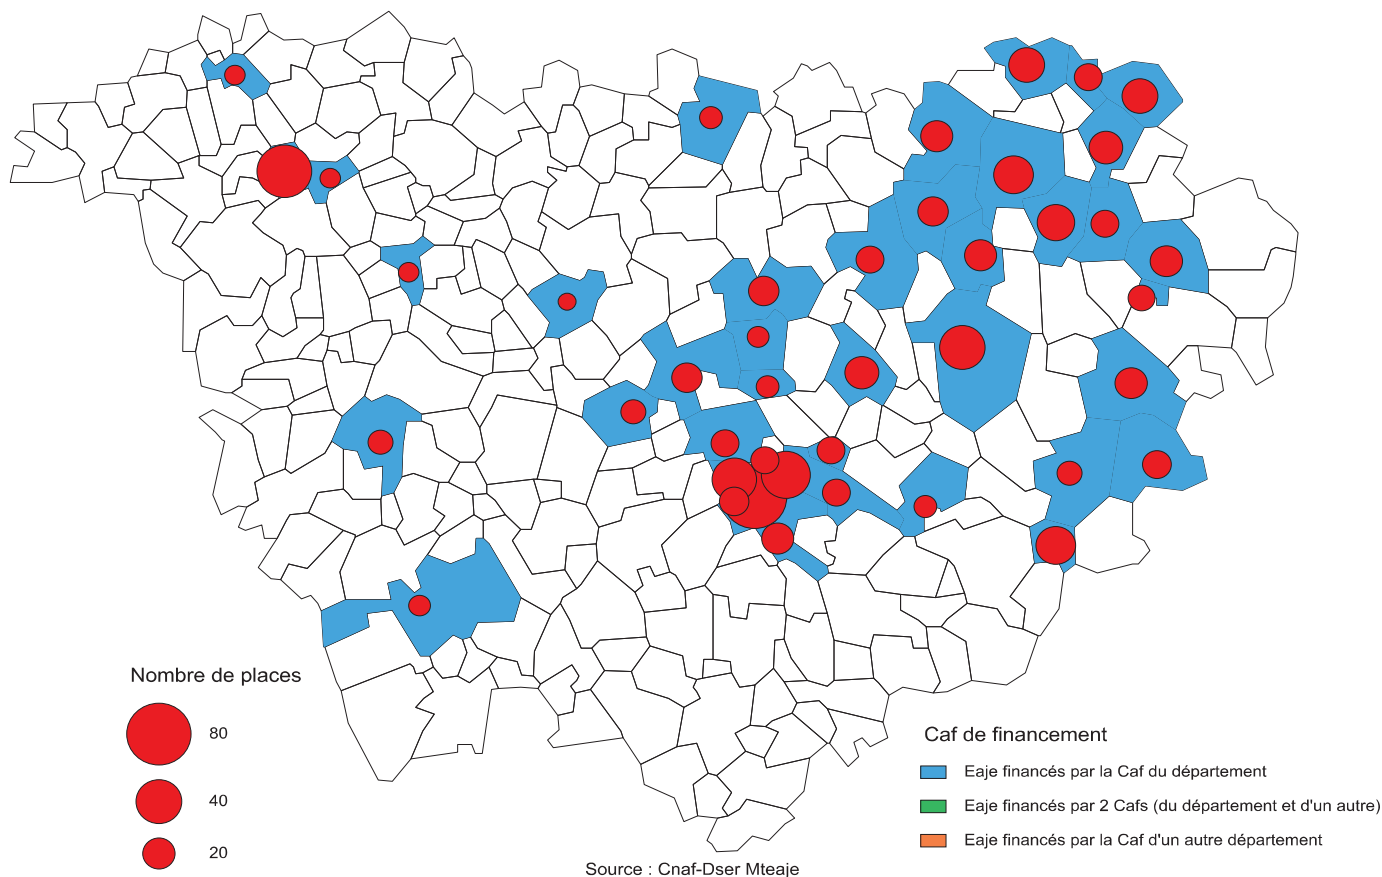 Nombre de places
80
40
20
Caf de financement
Eaje financés par la Caf du département
Eaje financés par 2 Cafs (du département et d'un autre)
Eaje financés par la Caf d'un autre département
Source : Cnaf-Dser Mteaje